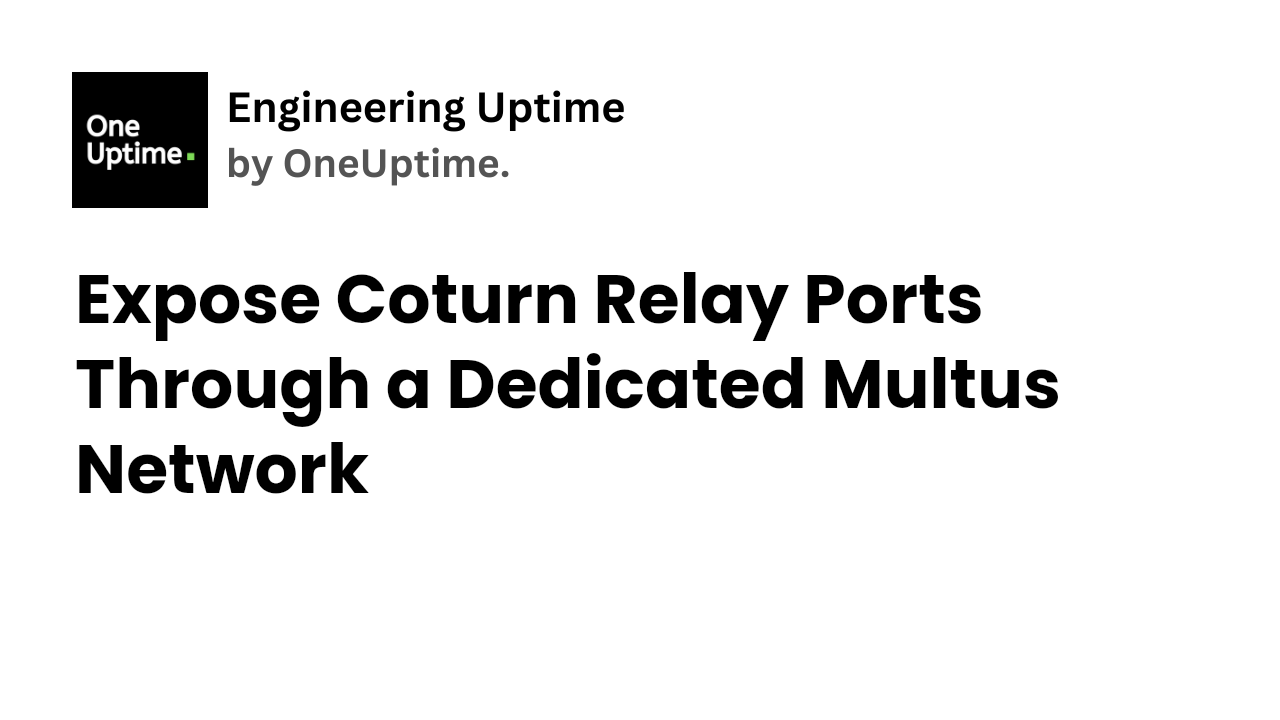 One
Uptime.
Engineering Uptime
by OneUptime.
Expose Coturn Relay Ports
Through a Dedicated Multus
Network